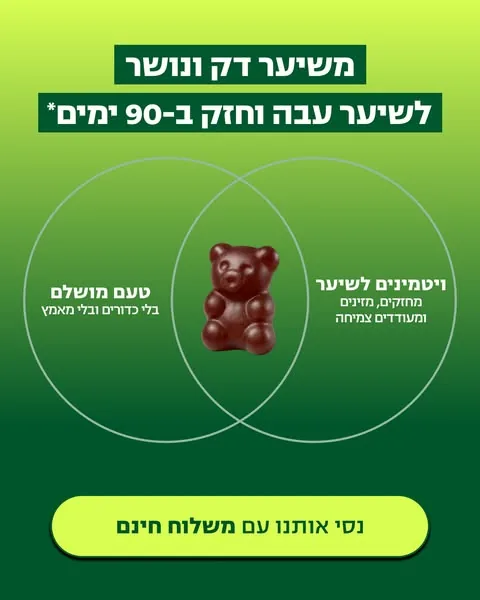 משיער דק ונושר
לשיער עבה וחזק ב-90 ימים*
ויטמינים לשיער
מחזקים, מזינים
ומעודדים צמיחה
טעם מושלם
בלי כדורים ובלי מאמץ
נסי אותנו עם משלוח חינם